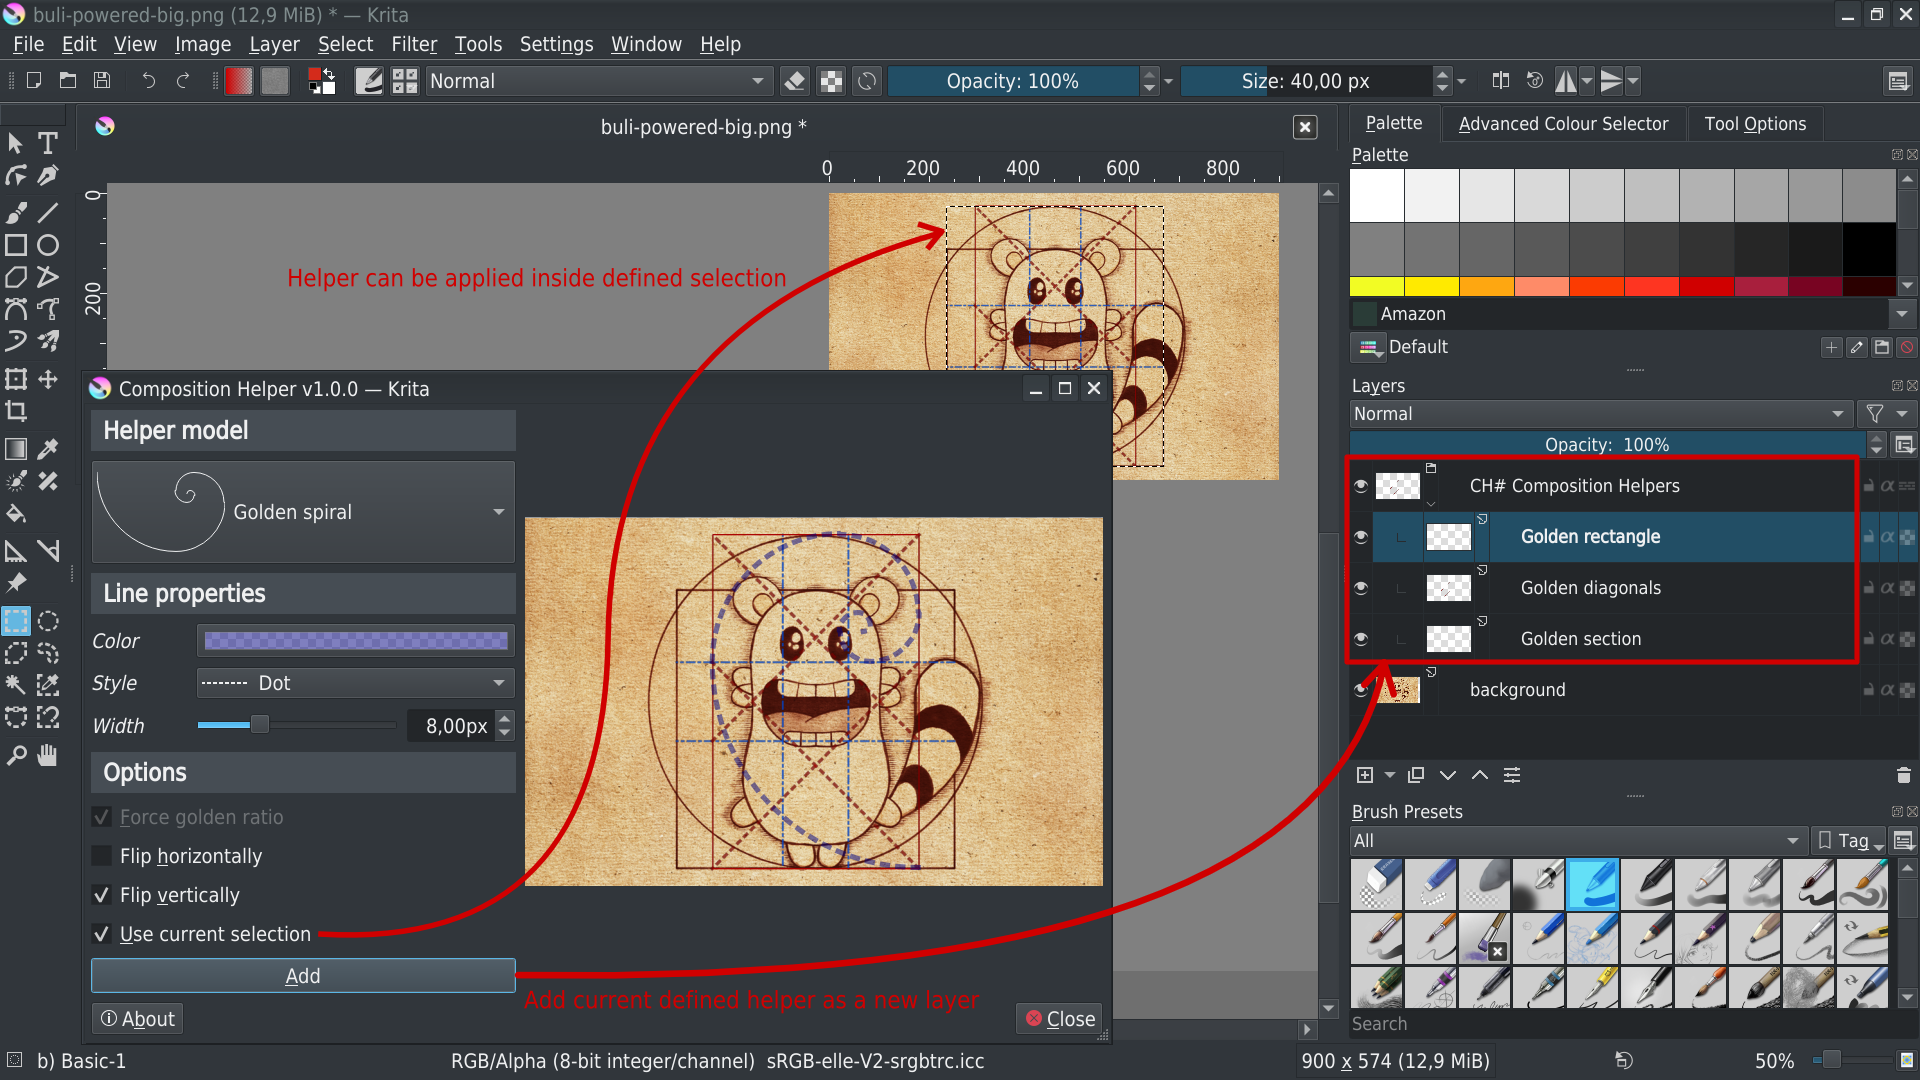 buli-powered-big.png (12,9 MiB) * — Krita
File Edit View Image Layer Select Filter Tools Settings Window Help
Normal
Opacity: 100%
Size: 40,00 px
buli-powered-big.png *
0 200 400 600 800
0
200
Helper can be applied inside defined selection
Composition Helper v1.0.0 — Krita
Helper model
Golden spiral
Line properties
Color
Style
Dot
Width
8,00px
Options
Force golden ratio
Flip horizontally
Flip vertically
Use current selection
Add
Add current defined helper as a new layer
About
Close
Palette
Advanced Colour Selector
Tool Options
Palette
Amazon
Default
Layers
Normal
Opacity: 100%
CH# Composition Helpers
Golden rectangle
Golden diagonals
Golden section
background
Brush Presets
All
Tag
Search
b) Basic-1
RGB/Alpha (8-bit integer/channel) sRGB-elle-V2-srgbtrc.icc
900 x 574 (12,9 MiB)
50%